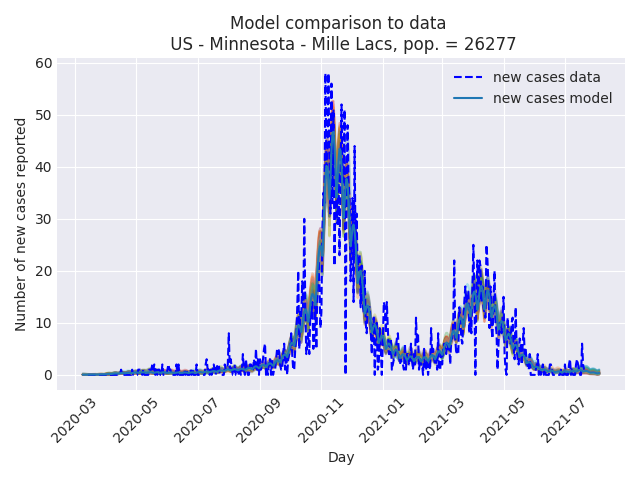 Model comparison to data
US - Minnesota - Mille Lacs, pop. = 26277
new cases data
new cases model
Number of new cases reported
60
50
40
30
20
10
0
2020-03
2020-05
2020-07
2020-09
2020-11
2021-01
2021-03
2021-05
2021-07
Day